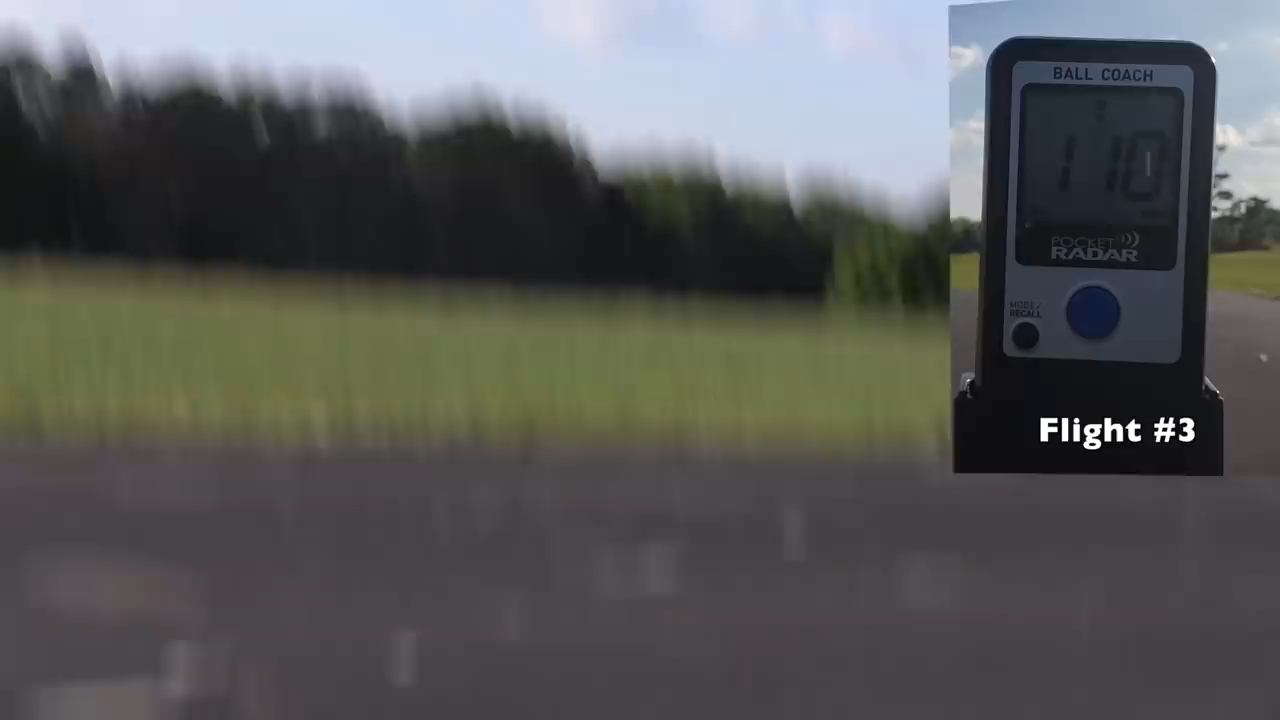 BALL COACH
110
POCKET
RADAR
MODE/
RECALL
Flight #3